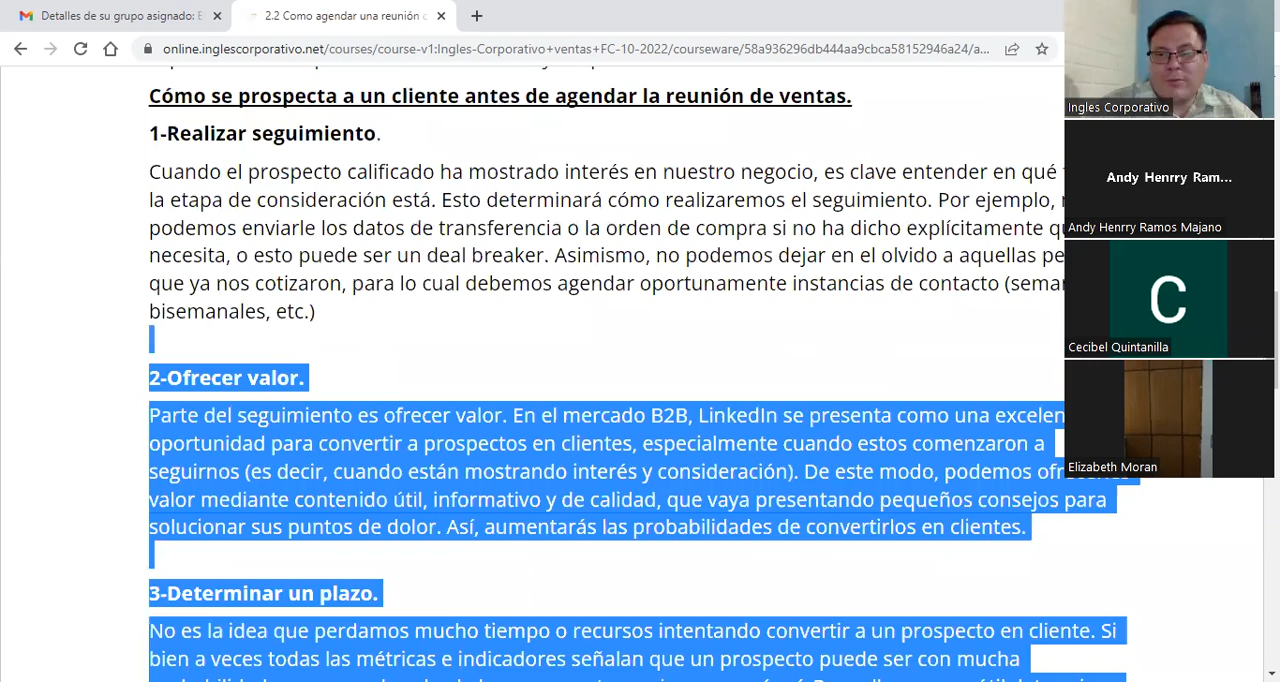 Detalles de su grupo asignado:
2.2 Como agendar una reunión
online.inglescorporativo.net/courses/course-v1:Ingles-Corporativo+ventas+FC-10-2022/courseware/58a936296db444aa9cbca58152946a24/a...
Cómo se prospecta a un cliente antes de agendar la reunión de ventas.
1-Realizar seguimiento.
Cuando el prospecto calificado ha mostrado interés en nuestro negocio, es clave entender en qué
la etapa de consideración está. Esto determinará cómo realizaremos el seguimiento. Por ejemplo,
podemos enviarle los datos de transferencia o la orden de compra si no ha dicho explícitamente
necesita, o esto puede ser un deal breaker. Asimismo, no podemos dejar en el olvido a aquellas
que ya nos cotizaron, para lo cual debemos agendar oportunamente instancias de contacto
bisemanales, etc.)
2-Ofrecer valor.
Parte del seguimiento es ofrecer valor. En el mercado B2B, LinkedIn se presenta como una
oportunidad para convertir a prospectos en clientes, especialmente cuando estos comenzaron a
seguirnos (es decir, cuando están mostrando interés y consideración). De este modo, podemos
valor mediante contenido útil, informativo y de calidad, que vaya presentando pequeños consejos para
solucionar sus puntos de dolor. Así, aumentarás las probabilidades de convertirlos en clientes.
3-Determinar un plazo.
No es la idea que perdamos mucho tiempo o recursos intentando convertir a un prospecto en cliente. Si
bien a veces todas las métricas e indicadores señalan que un prospecto puede ser con mucha
Ingles Corporativo
Andy Henrry Ram...
Andy Henrry Ramos Majano
C
Cecibel Quintanilla
Elizabeth Moran